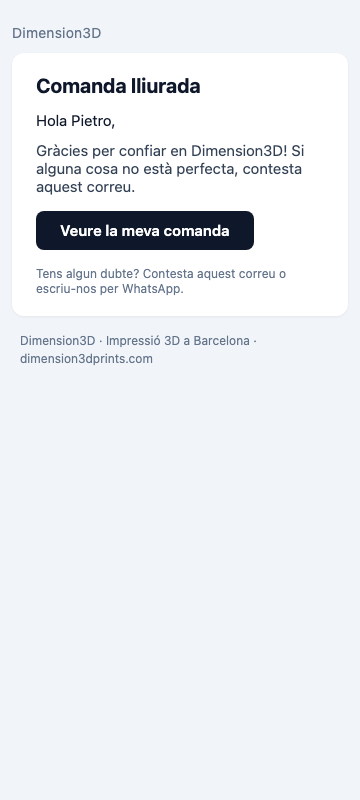 Dimension3D
Comanda lliurada
Hola Pietro,
Gràcies per confiar en Dimension3D! Si
alguna cosa no està perfecta, contesta
aquest correu.
Veure la meva comanda
Tens algun dubte? Contesta aquest correu o
escriu-nos per WhatsApp.
Dimension3D · Impressió 3D a Barcelona ·
dimension3dprints.com